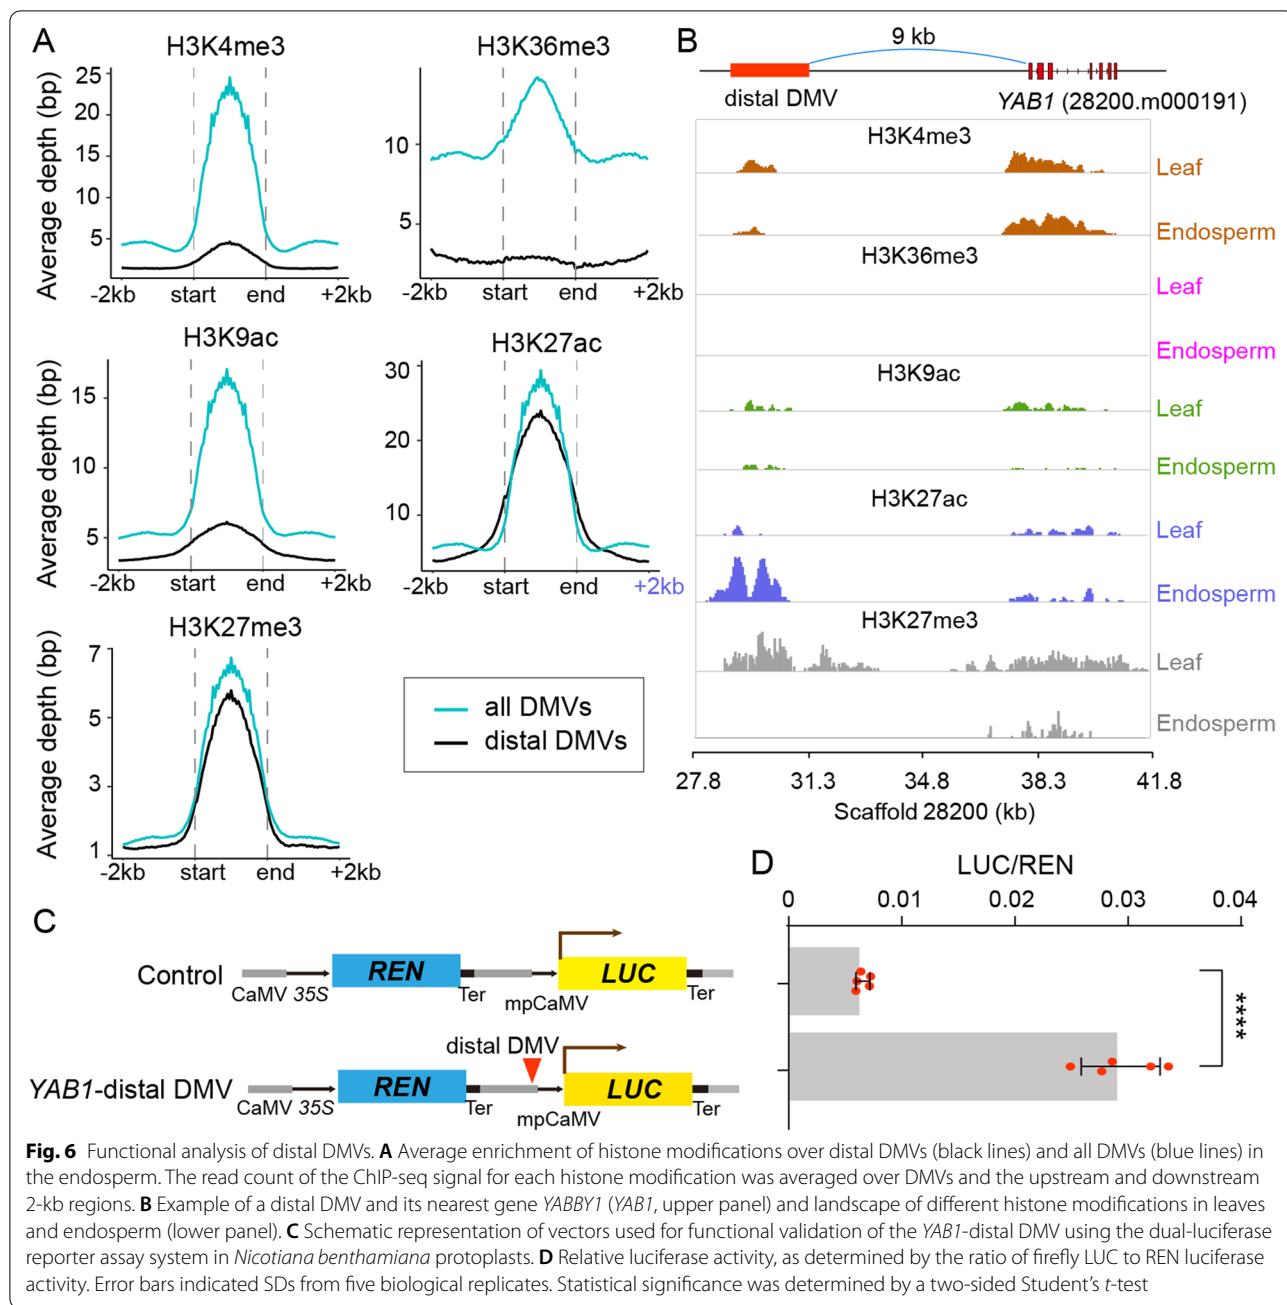 A
H3K4me3
Average depth (bp)
25
20
15
10
5
-2kb start end +2kb
H3K36me3
10
5
-2kb start end +2kb
H3K9ac
Average depth (bp)
15
10
5
-2kb start end +2kb
H3K27ac
30
20
10
-2kb start end +2kb
H3K27me3
Average depth (bp)
7
5
3
1
-2kb start end +2kb
all DMVs
distal DMVs
B
9 kb
distal DMV
YAB1 (28200.m000191)
H3K4me3
Leaf
Endosperm
H3K36me3
Leaf
Endosperm
H3K9ac
Leaf
Endosperm
H3K27ac
Leaf
Endosperm
H3K27me3
Leaf
Endosperm
27.8 31.3 34.8 38.3 41.8
Scaffold 28200 (kb)
C
Control
REN
LUC
CaMV 35S
Ter
mpCaMV
Ter
distal DMV
YAB1-distal DMV
REN
LUC
CaMV 35S
Ter
mpCaMV
Ter
D
LUC/REN
0 0.01 0.02 0.03 0.04
****
Fig. 6 Functional analysis of distal DMVs. A Average enrichment of histone modifications over distal DMVs (black lines) and all DMVs (blue lines) in
the endosperm. The read count of the ChIP-seq signal for each histone modification was averaged over DMVs and the upstream and downstream
2-kb regions. B Example of a distal DMV and its nearest gene YABBY1 (YAB1, upper panel) and landscape of different histone modifications in leaves
and endosperm (lower panel). C Schematic representation of vectors used for functional validation of the YAB1-distal DMV using the dual-luciferase
reporter assay system in Nicotiana benthamiana protoplasts. D Relative luciferase activity, as determined by the ratio of firefly LUC to REN luciferase
activity. Error bars indicated SDs from five biological replicates. Statistical significance was determined by a two-sided Student's t-test